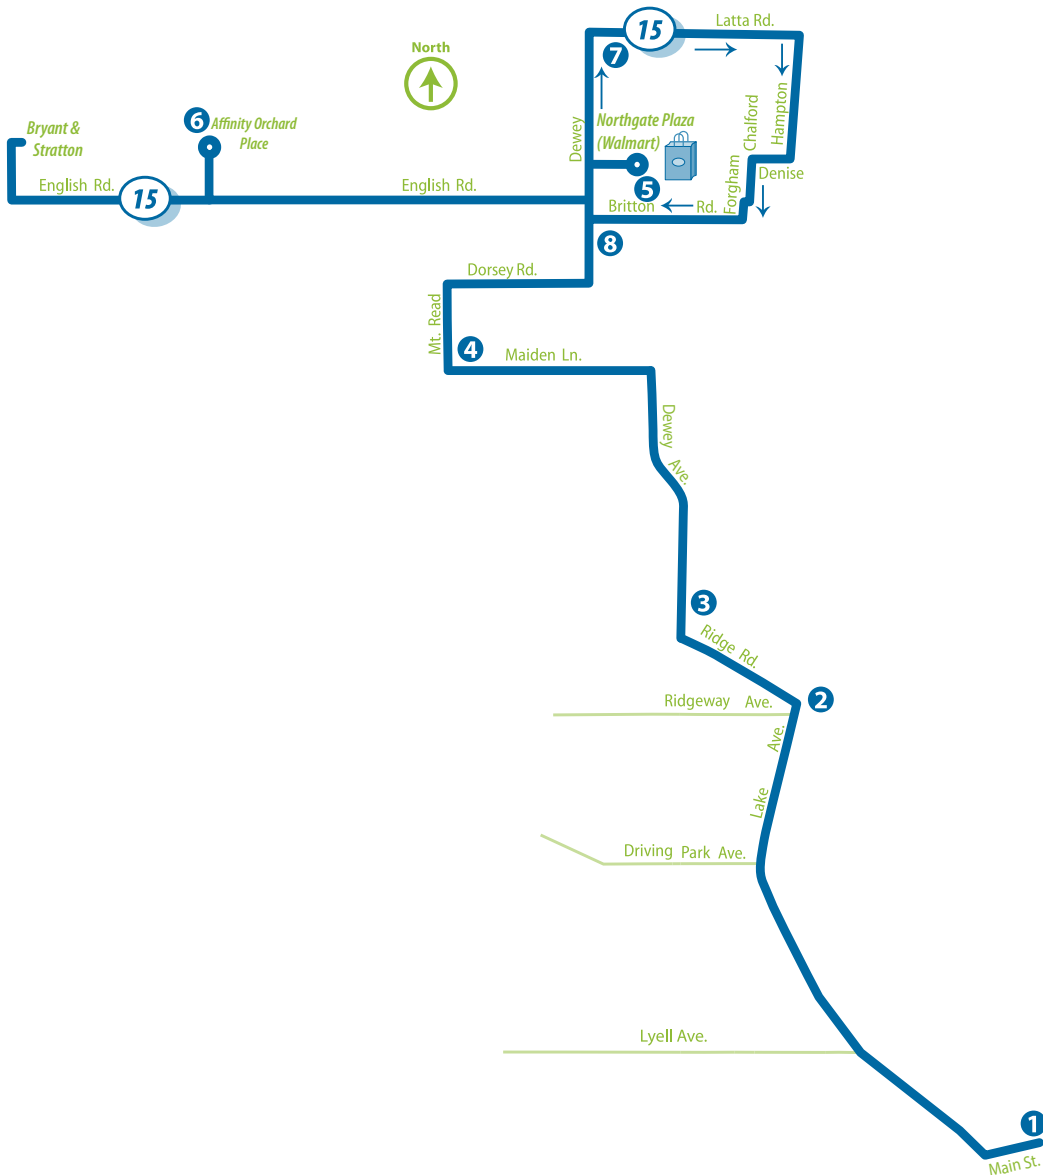 15
Latta Rd.
North
7
Hampton
6
Affinity Orchard
Place
Bryant &
Stratton
Northgate Plaza
(Walmart)
Dewey
Chalford
English Rd.
15
English Rd.
5
Denise
Forgham
Britton Rd.
8
Dorsey Rd.
Mt. Read
4
Maiden Ln.
Dewey Ave.
3
Ridge Rd.
2
Ridgeway Ave.
Lake Ave.
Driving Park Ave.
Lyell Ave.
1
Main St.